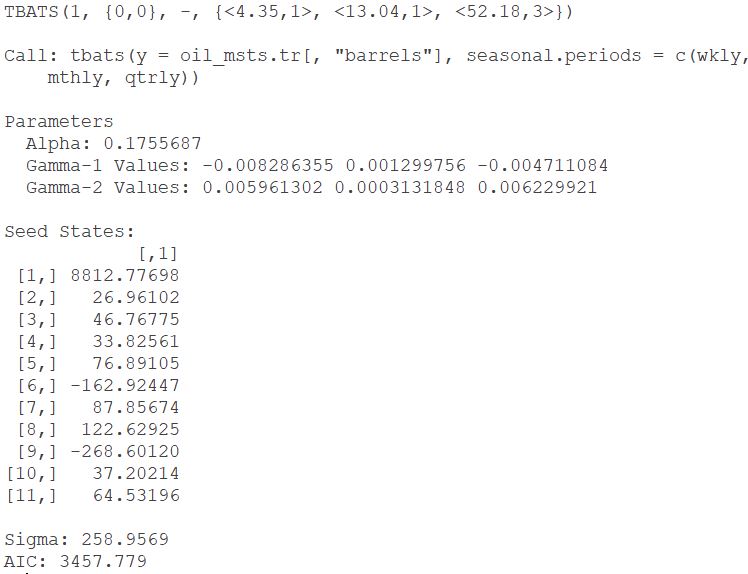 TBATS(1, {0,0}, -, {<4.35,1>, <13.04,1>, <52.18,3>})
Call: tbats(y = oil_msts.tr[, "barrels"], seasonal.periods = c(wkly,
mthly, qtrly))
Parameters
Alpha: 0.1755687
Gamma-1 Values: -0.008286355 0.001299756 -0.004711084
Gamma-2 Values: 0.005961302 0.0003131848 0.006229921
Seed States:
[,1]
[1,] 8812.77698
[2,] 26.96102
[3,] 46.76775
[4,] 33.82561
[5,] 76.89105
[6,] -162.92447
[7,] 87.85674
[8,] 122.62925
[9,] -268.60120
[10,] 37.20214
[11,] 64.53196
Sigma: 258.9569
AIC: 3457.779